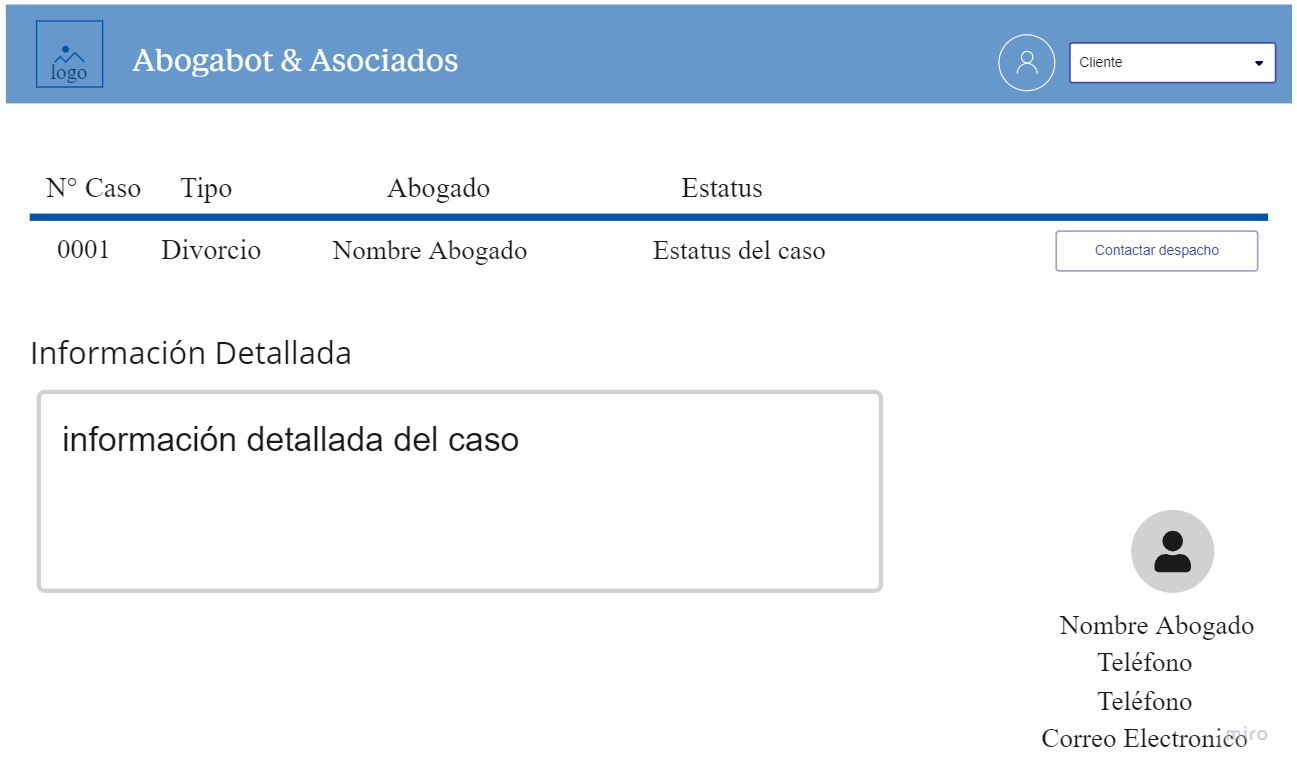 logo
Abogabot & Asociados
Cliente
N° Caso Tipo Abogado Estatus
0001 Divorcio Nombre Abogado Estatus del caso Contactar despacho
Información Detallada
información detallada del caso
Nombre Abogado
Teléfono
Teléfono
Correo Electronico
miro